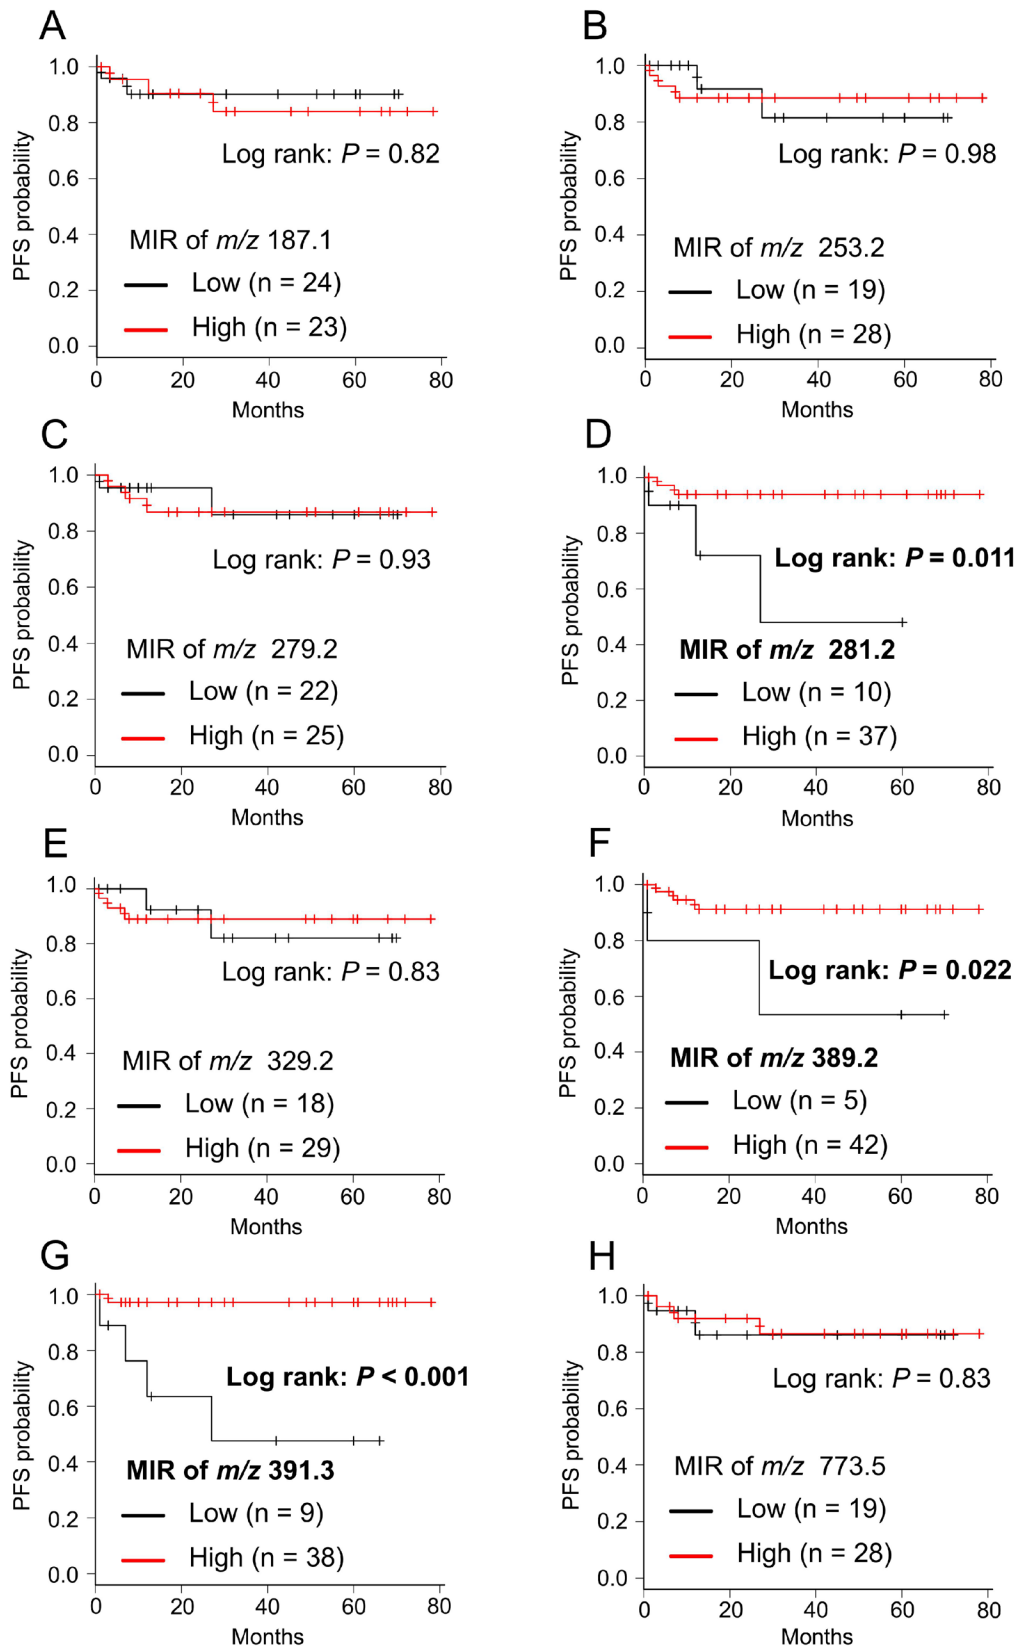 A
1.0
0.8
0.6
0.4
0.2
0.0
PFS probability
Log rank: P = 0.82
MIR of m/z 187.1
Low (n = 24)
High (n = 23)
0 20 40 60 80
Months
B
1.0
0.8
0.6
0.4
0.2
0.0
PFS probability
Log rank: P = 0.98
MIR of m/z 253.2
Low (n = 19)
High (n = 28)
0 20 40 60 80
Months
C
1.0
0.8
0.6
0.4
0.2
0.0
PFS probability
Log rank: P = 0.93
MIR of m/z 279.2
Low (n = 22)
High (n = 25)
0 20 40 60 80
Months
D
1.0
0.8
0.6
0.4
0.2
0.0
PFS probability
Log rank: P = 0.011
MIR of m/z 281.2
Low (n = 10)
High (n = 37)
0 20 40 60 80
Months
E
1.0
0.8
0.6
0.4
0.2
0.0
PFS probability
Log rank: P = 0.83
MIR of m/z 329.2
Low (n = 18)
High (n = 29)
0 20 40 60 80
Months
F
1.0
0.8
0.6
0.4
0.2
0.0
PFS probability
Log rank: P = 0.022
MIR of m/z 389.2
Low (n = 5)
High (n = 42)
0 20 40 60 80
Months
G
1.0
0.8
0.6
0.4
0.2
0.0
PFS probability
Log rank: P < 0.001
MIR of m/z 391.3
Low (n = 9)
High (n = 38)
0 20 40 60 80
Months
H
1.0
0.8
0.6
0.4
0.2
0.0
PFS probability
Log rank: P = 0.83
MIR of m/z 773.5
Low (n = 19)
High (n = 28)
0 20 40 60 80
Months